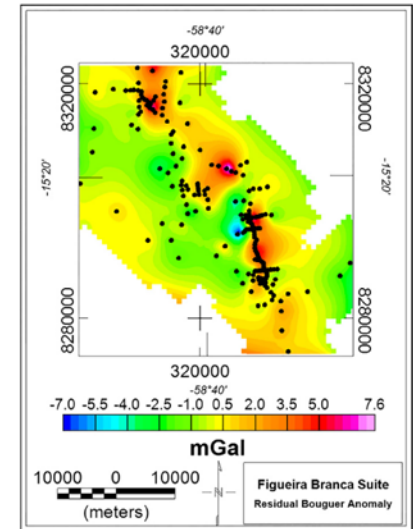 -58°40'
320000
8320000
8320000
-15°20'
-15°20'
8280000
8280000
320000
-58°40'
-7.0 -5.5 -4.0 -2.5 -1.0 0.5 2.0 3.5 5.0 7.6
mGal
10000 0 10000
(meters)
N
Figueira Branca Suite
Residual Bouguer Anomaly